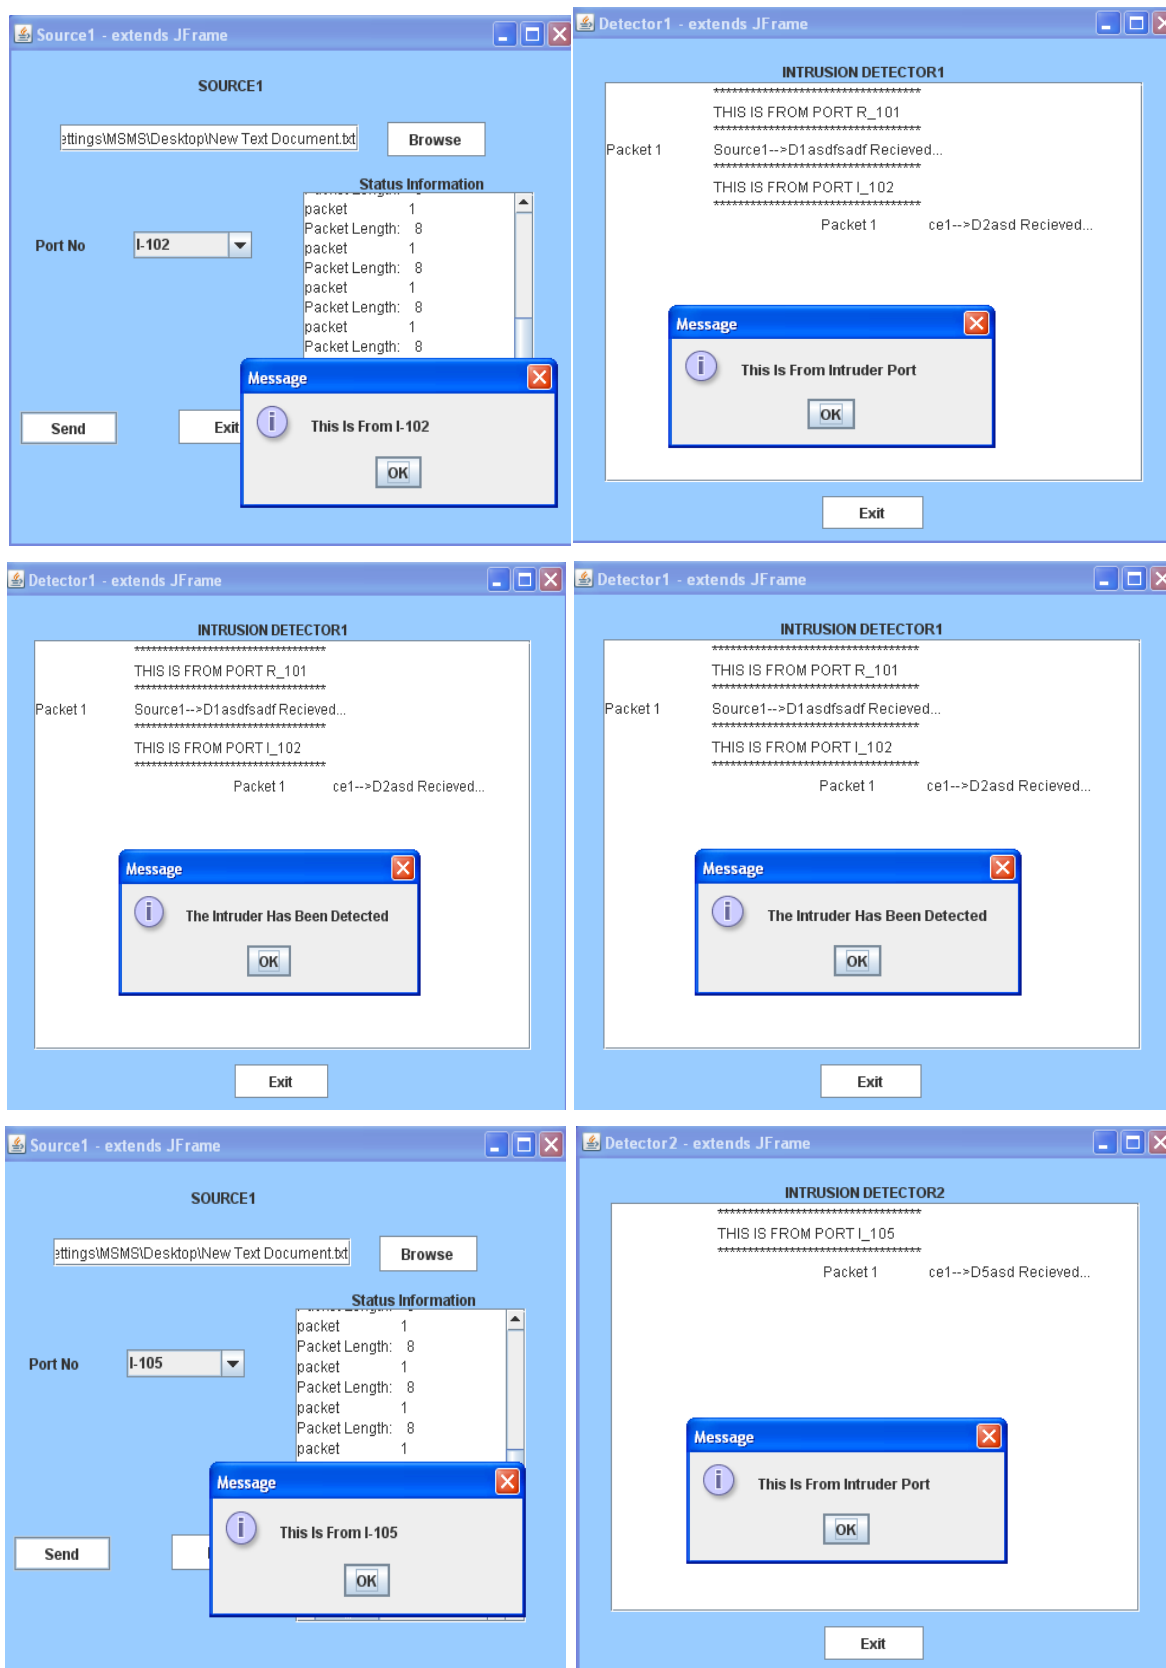 Source1 - extends JFrame
SOURCE1
ettings\MSMS\Desktop\New Text Document.txt Browse
Status Information
packet 1
Packet Length: 8
Port No I-102
packet 1
Packet Length: 8
packet 1
Packet Length: 8
packet 1
Packet Length: 8
Send Exit
Message
This Is From I-102
OK
Detector1 - extends JFrame
INTRUSION DETECTOR1
**********************************
THIS IS FROM PORT R_101
**********************************
Packet 1 Source1-->D1asdfsadf Recieved...
**********************************
THIS IS FROM PORT I_102
**********************************
Packet 1 ce1-->D2asd Recieved...
Message
This Is From Intruder Port
OK
Exit
Detector1 - extends JFrame
INTRUSION DETECTOR1
**********************************
THIS IS FROM PORT R_101
**********************************
Packet 1 Source1-->D1asdfsadf Recieved...
**********************************
THIS IS FROM PORT I_102
**********************************
Packet 1 ce1-->D2asd Recieved...
Message
The Intruder Has Been Detected
OK
Exit
Detector1 - extends JFrame
INTRUSION DETECTOR1
**********************************
THIS IS FROM PORT R_101
**********************************
Packet 1 Source1-->D1asdfsadf Recieved...
**********************************
THIS IS FROM PORT I_102
**********************************
Packet 1 ce1-->D2asd Recieved...
Message
The Intruder Has Been Detected
OK
Exit
Source1 - extends JFrame
SOURCE1
ettings\MSMS\Desktop\New Text Document.txt Browse
Status Information
packet 1
Packet Length: 8
Port No I-105
packet 1
Packet Length: 8
packet 1
Packet Length: 8
packet 1
Send
Message
This Is From I-105
OK
Detector2 - extends JFrame
INTRUSION DETECTOR2
**********************************
THIS IS FROM PORT I_105
**********************************
Packet 1 ce1-->D5asd Recieved...
Message
This Is From Intruder Port
OK
Exit